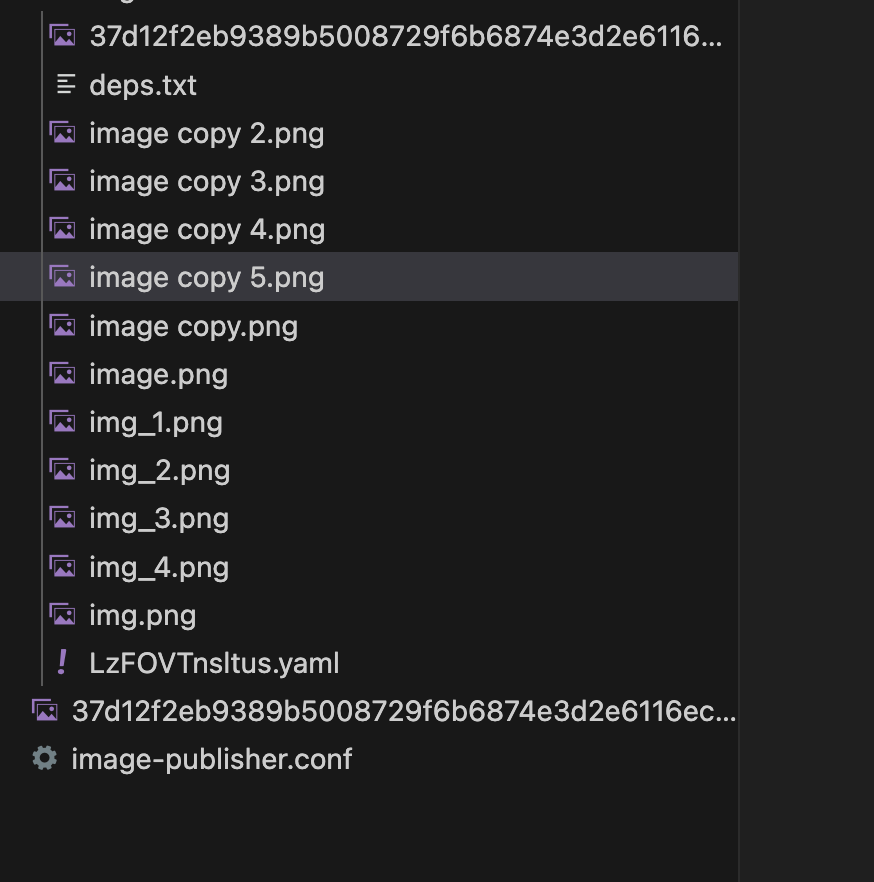 37d12f2eb9389b5008729f6b6874e3d2e6116...
deps.txt
image copy 2.png
image copy 3.png
image copy 4.png
image copy 5.png
image copy.png
image.png
img_1.png
img_2.png
img_3.png
img_4.png
img.png
LzFOVTnsltus.yaml
37d12f2eb9389b5008729f6b6874e3d2e6116ec...
image-publisher.conf